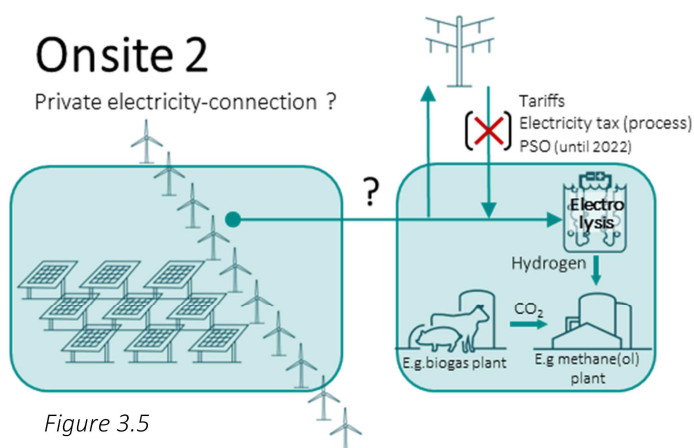 Onsite 2
Private electricity-connection ?
Tariffs
Electricity tax (process)
PSO (until 2022)
?
Electro
lysis
Hydrogen
CO₂
E.g.biogas plant
E.g methane(ol)
plant
Figure 3.5